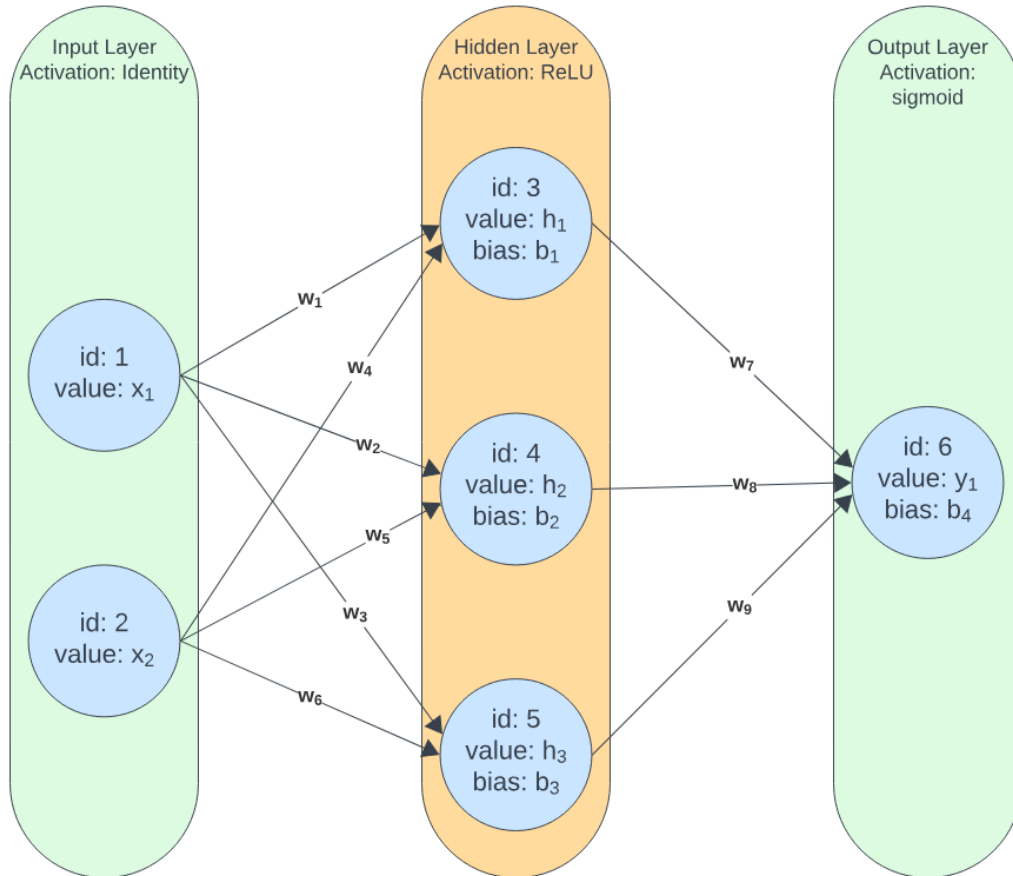 Input Layer
Activation: Identity
Hidden Layer
Activation: ReLU
Output Layer
Activation:
sigmoid
id: 1
value: x₁
id: 2
value: x₂
w₁
w₄
w₂
w₅
w₃
w₆
id: 3
value: h₁
bias: b₁
id: 4
value: h₂
bias: b₂
id: 5
value: h₃
bias: b₃
w₇
w₈
w₉
id: 6
value: y₁
bias: b₄